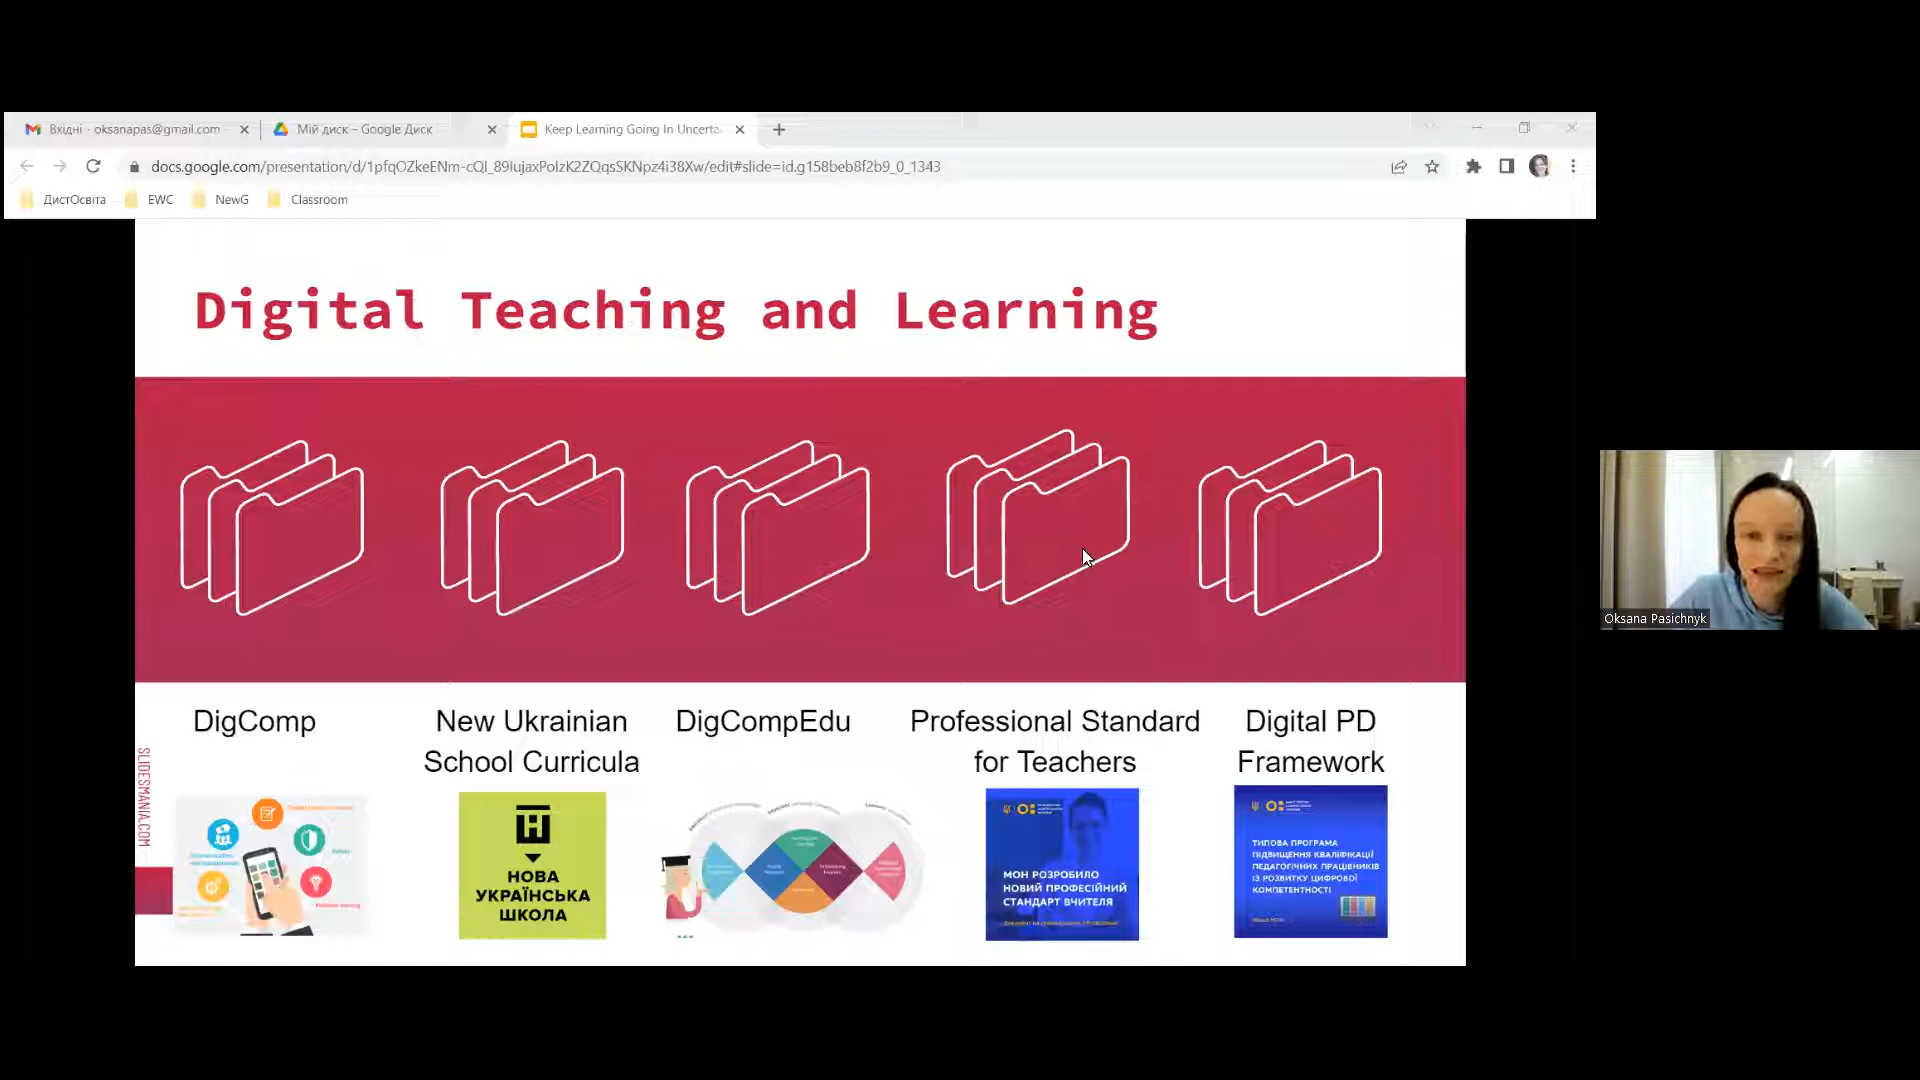 Вхідні - oksanapas@gmail.com
Мій диск – Google Диск
Keep Learning Going In Uncerta
docs.google.com/presentation/d/1pfqOZkeENm-cQI_89IujaxPoIzK2ZQqsSKNpz4i38Xw/edit#slide=id.g158beb8f2b9_0_1343
ДистОсвіта
EWC
NewG
Classroom
Digital Teaching and Learning
DigComp
New Ukrainian
School Curricula
DigCompEdu
Professional Standard
for Teachers
Digital PD
Framework
SLIDESMANIA.COM
НОВА
УКРАЇНСЬКА
ШКОЛА
МОН РОЗРОБИЛО
НОВИЙ ПРОФЕСІЙНИЙ
СТАНДАРТ ВЧИТЕЛЯ
ТИПОВА ПРОГРАМА
ПІДВИЩЕННЯ КВАЛІФІКАЦІЇ
ПЕДАГОГІЧНИХ ПРАЦІВНИКІВ
ІЗ РОЗВИТКУ ЦИФРОВОЇ
КОМПЕТЕНТНОСТІ
Oksana Pasichnyk